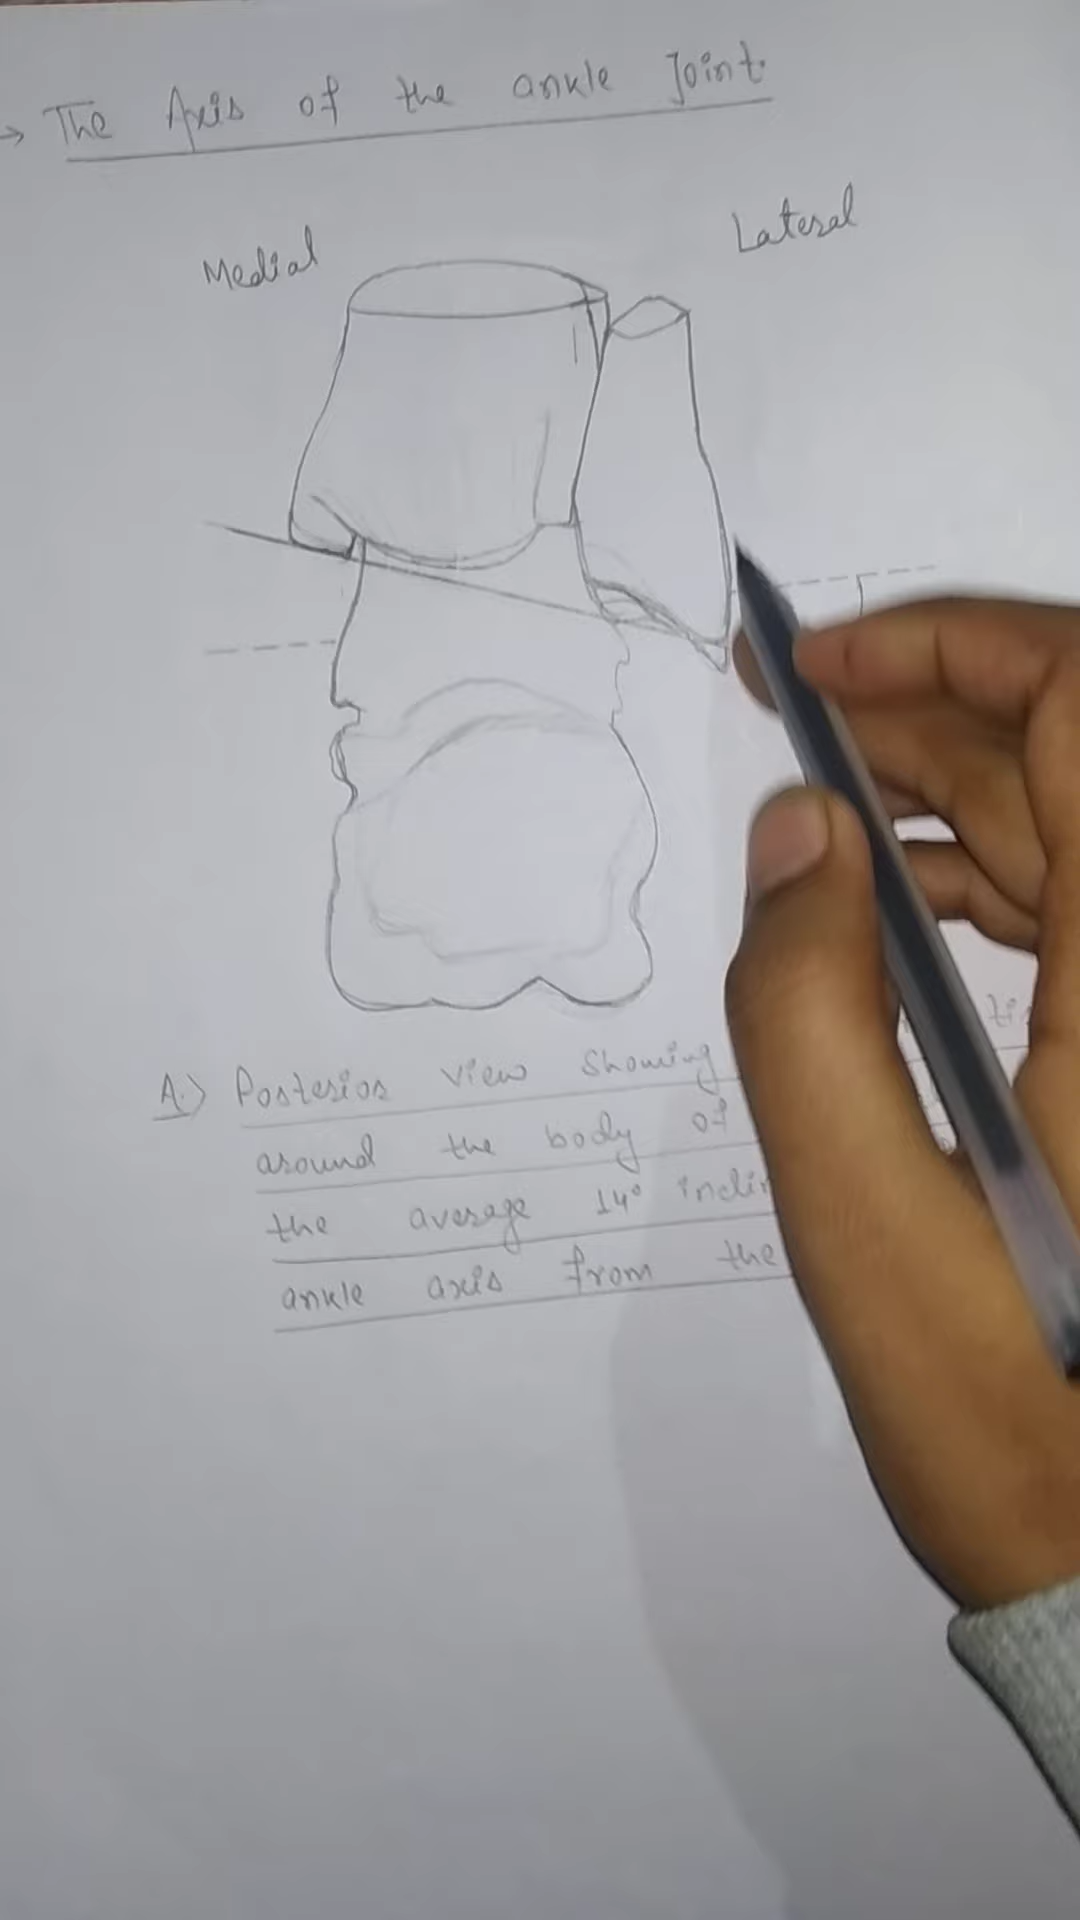 → The Axis of the ankle Joint.
Medial
Lateral
A.) Posterior view Showing
around the body of
the average 14°
ankle axis from the